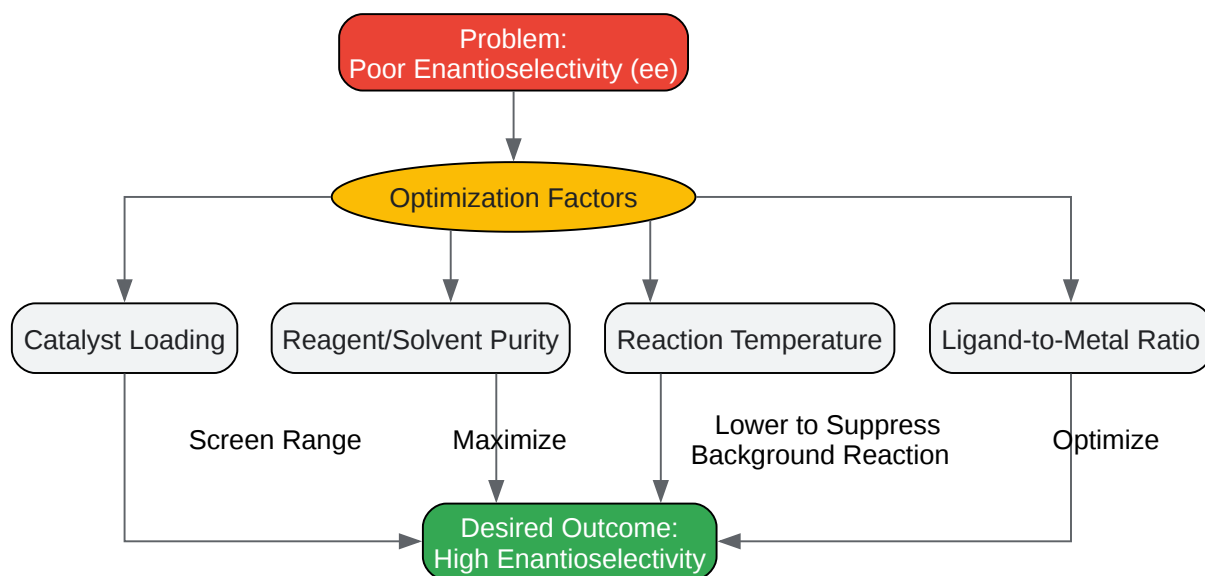 Problem:
Poor Enantioselectivity (ee)
Optimization Factors
Catalyst Loading
Reagent/Solvent Purity
Reaction Temperature
Ligand-to-Metal Ratio
Screen Range
Maximize
Lower to Suppress
Background Reaction
Optimize
Desired Outcome:
High Enantioselectivity